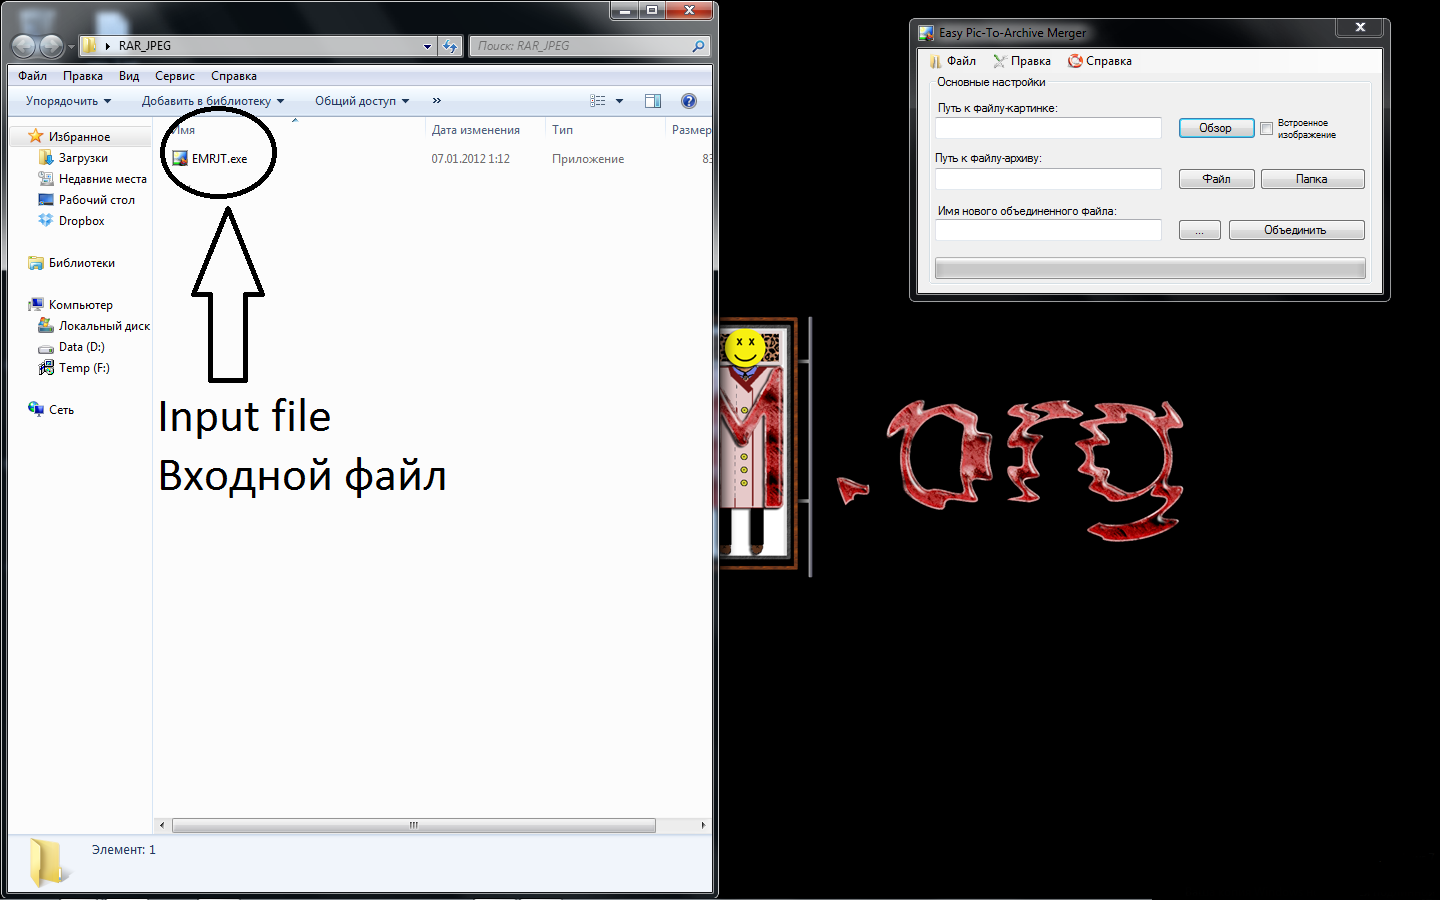 RAR_JPEG
Поиск: RAR_JPEG
Файл Правка Вид Сервис Справка
Упорядочить Добавить в библиотеку Общий доступ »
Имя Дата изменения Тип Размер
EMRJT.exe 07.01.2012 1:12 Приложение 83
Избранное
Загрузки
Недавние места
Рабочий стол
Dropbox
Библиотеки
Компьютер
Локальный диск
Data (D:)
Temp (F:)
Сеть
Input file
Входной файл
Элемент: 1
Easy Pic-To-Archive Merger
Файл Правка Справка
Основные настройки
Путь к файлу-картинке:
Обзор
Встроенное
изображение
Путь к файлу-архиву:
Файл Папка
Имя нового объединенного файла:
... Объединить
.org